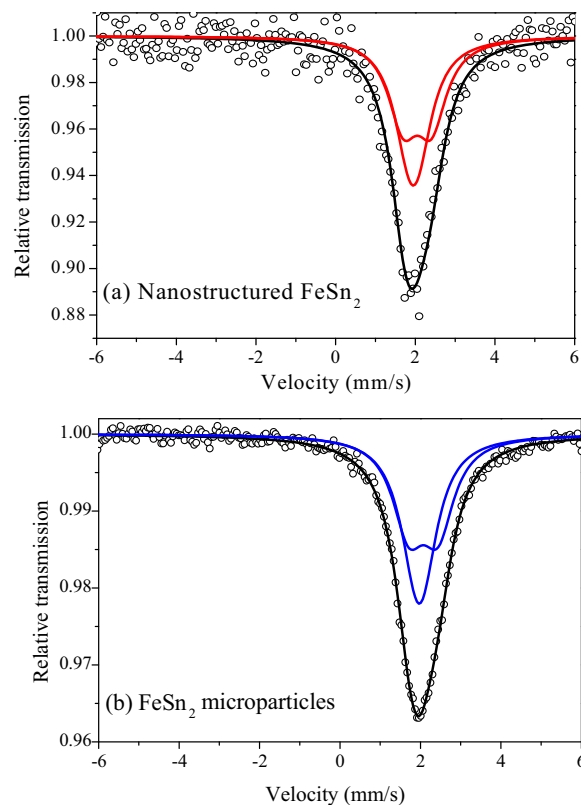 1.00
0.98
0.96
0.94
0.92
0.90
0.88
Relative transmission
(a) Nanostructured FeSn₂
-6 -4 -2 0 2 4 6
Velocity (mm/s)
1.00
0.99
0.98
0.97
0.96
Relative transmission
(b) FeSn₂ microparticles
-6 -4 -2 0 2 4 6
Velocity (mm/s)